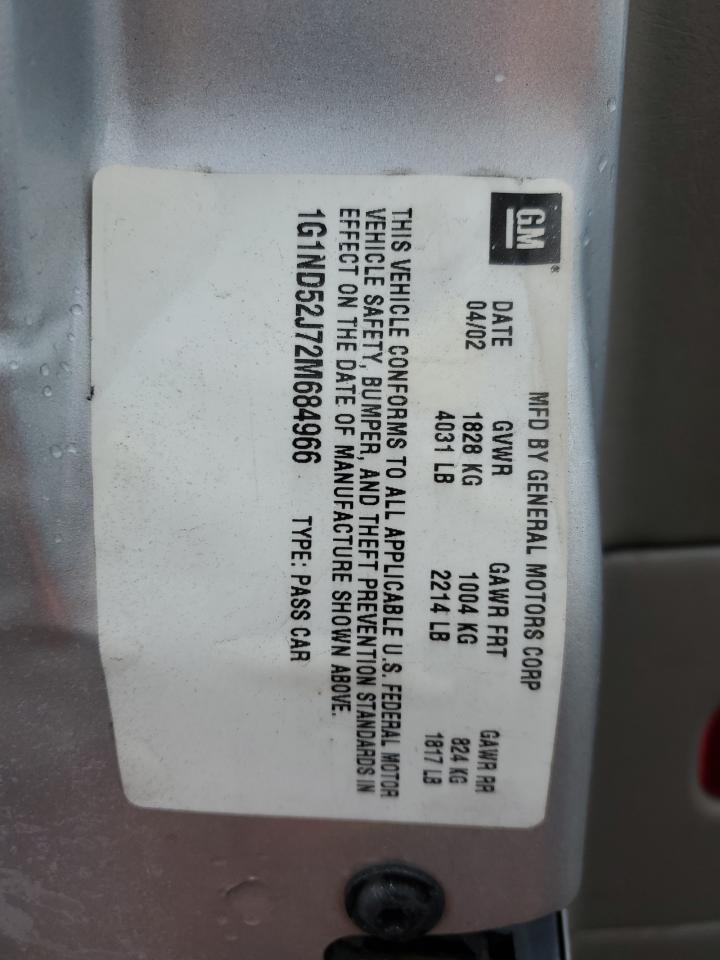 GM®
MFD BY GENERAL MOTORS CORP
DATE GVWR GAWR FRT GAWR RR
04/02 1828 KG 1004 KG 824 KG
4031 LB 2214 LB 1817 LB
THIS VEHICLE CONFORMS TO ALL APPLICABLE U.S. FEDERAL MOTOR
VEHICLE SAFETY, BUMPER, AND THEFT PREVENTION STANDARDS IN
EFFECT ON THE DATE OF MANUFACTURE SHOWN ABOVE.
1G1ND52J72M684966 TYPE: PASS CAR